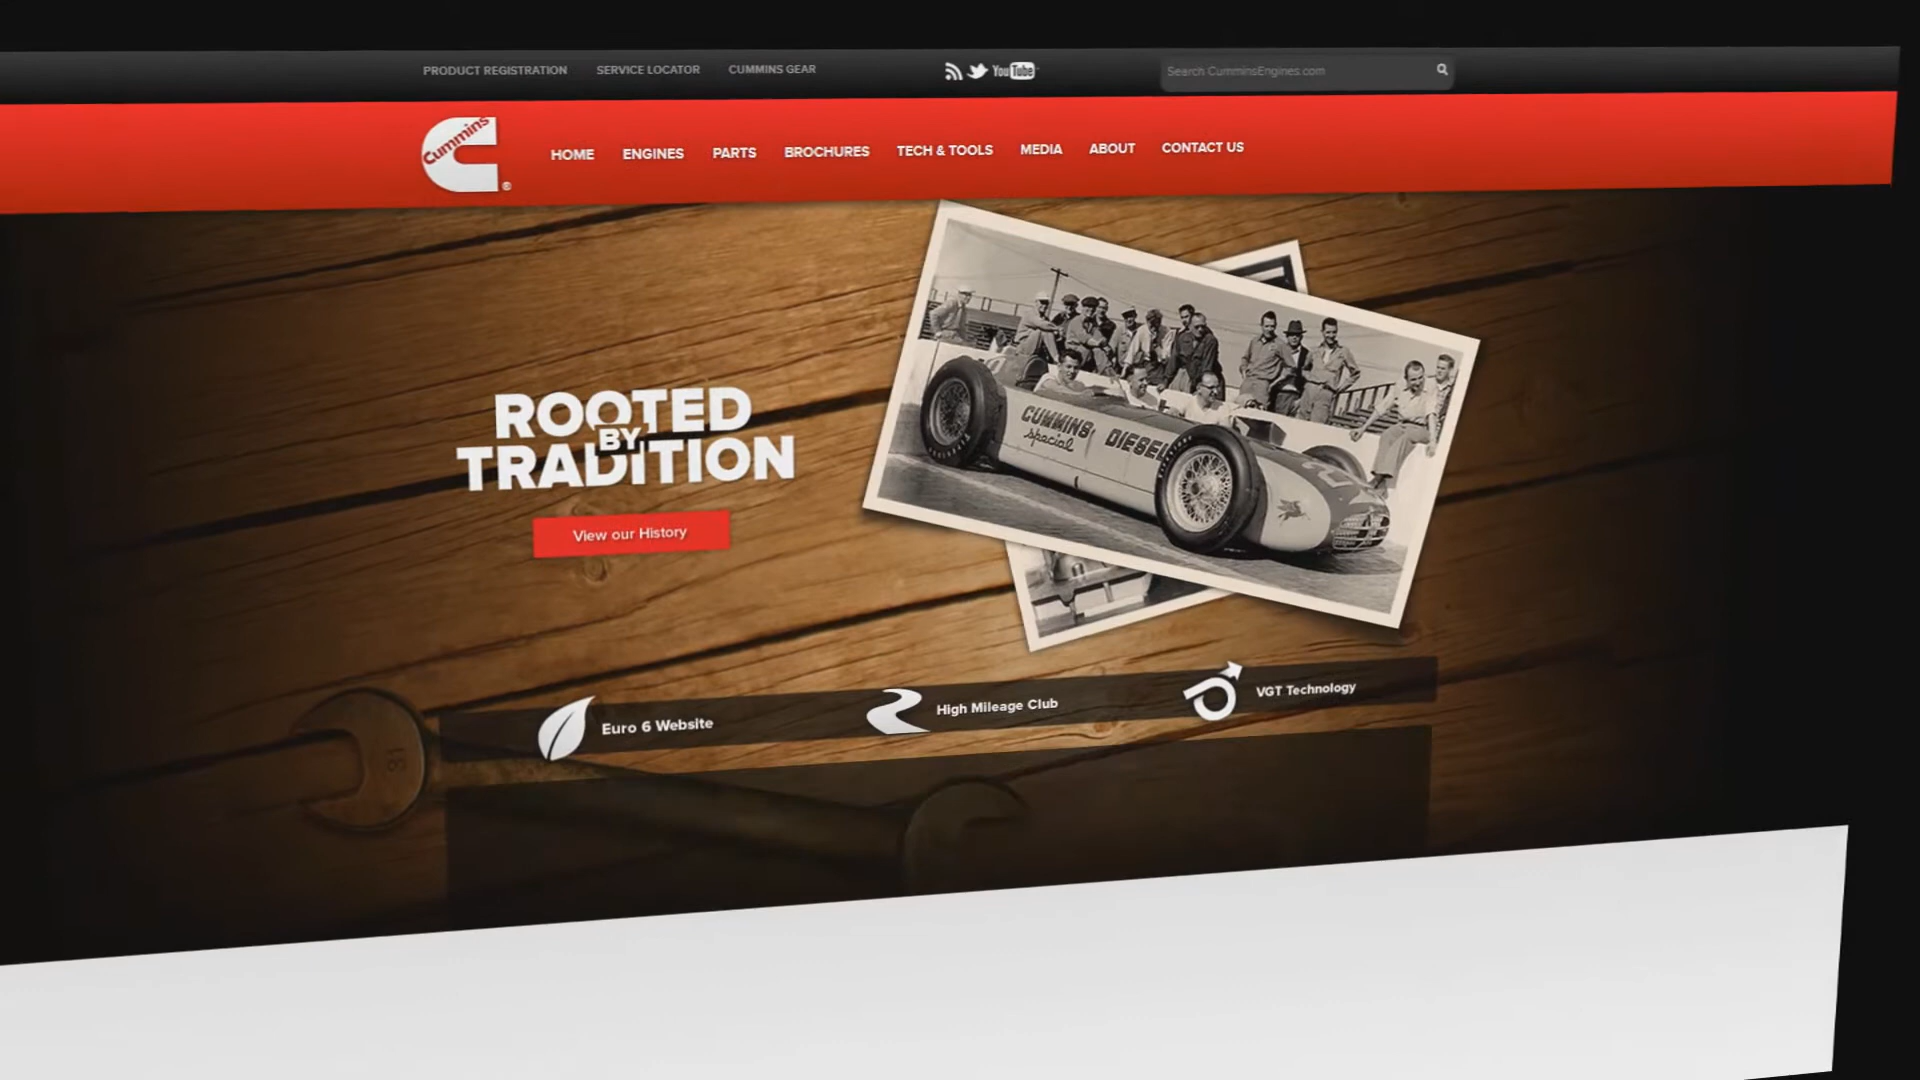 PRODUCT REGISTRATION SERVICE LOCATOR CUMMINS GEAR YouTube Search CumminsEngines.com
Cummins ®
HOME ENGINES PARTS BROCHURES TECH & TOOLS MEDIA ABOUT CONTACT US
ROOTED
BY
TRADITION
View our History
CUMMINS DIESEL
special
Euro 6 Website
High Mileage Club
VGT Technology